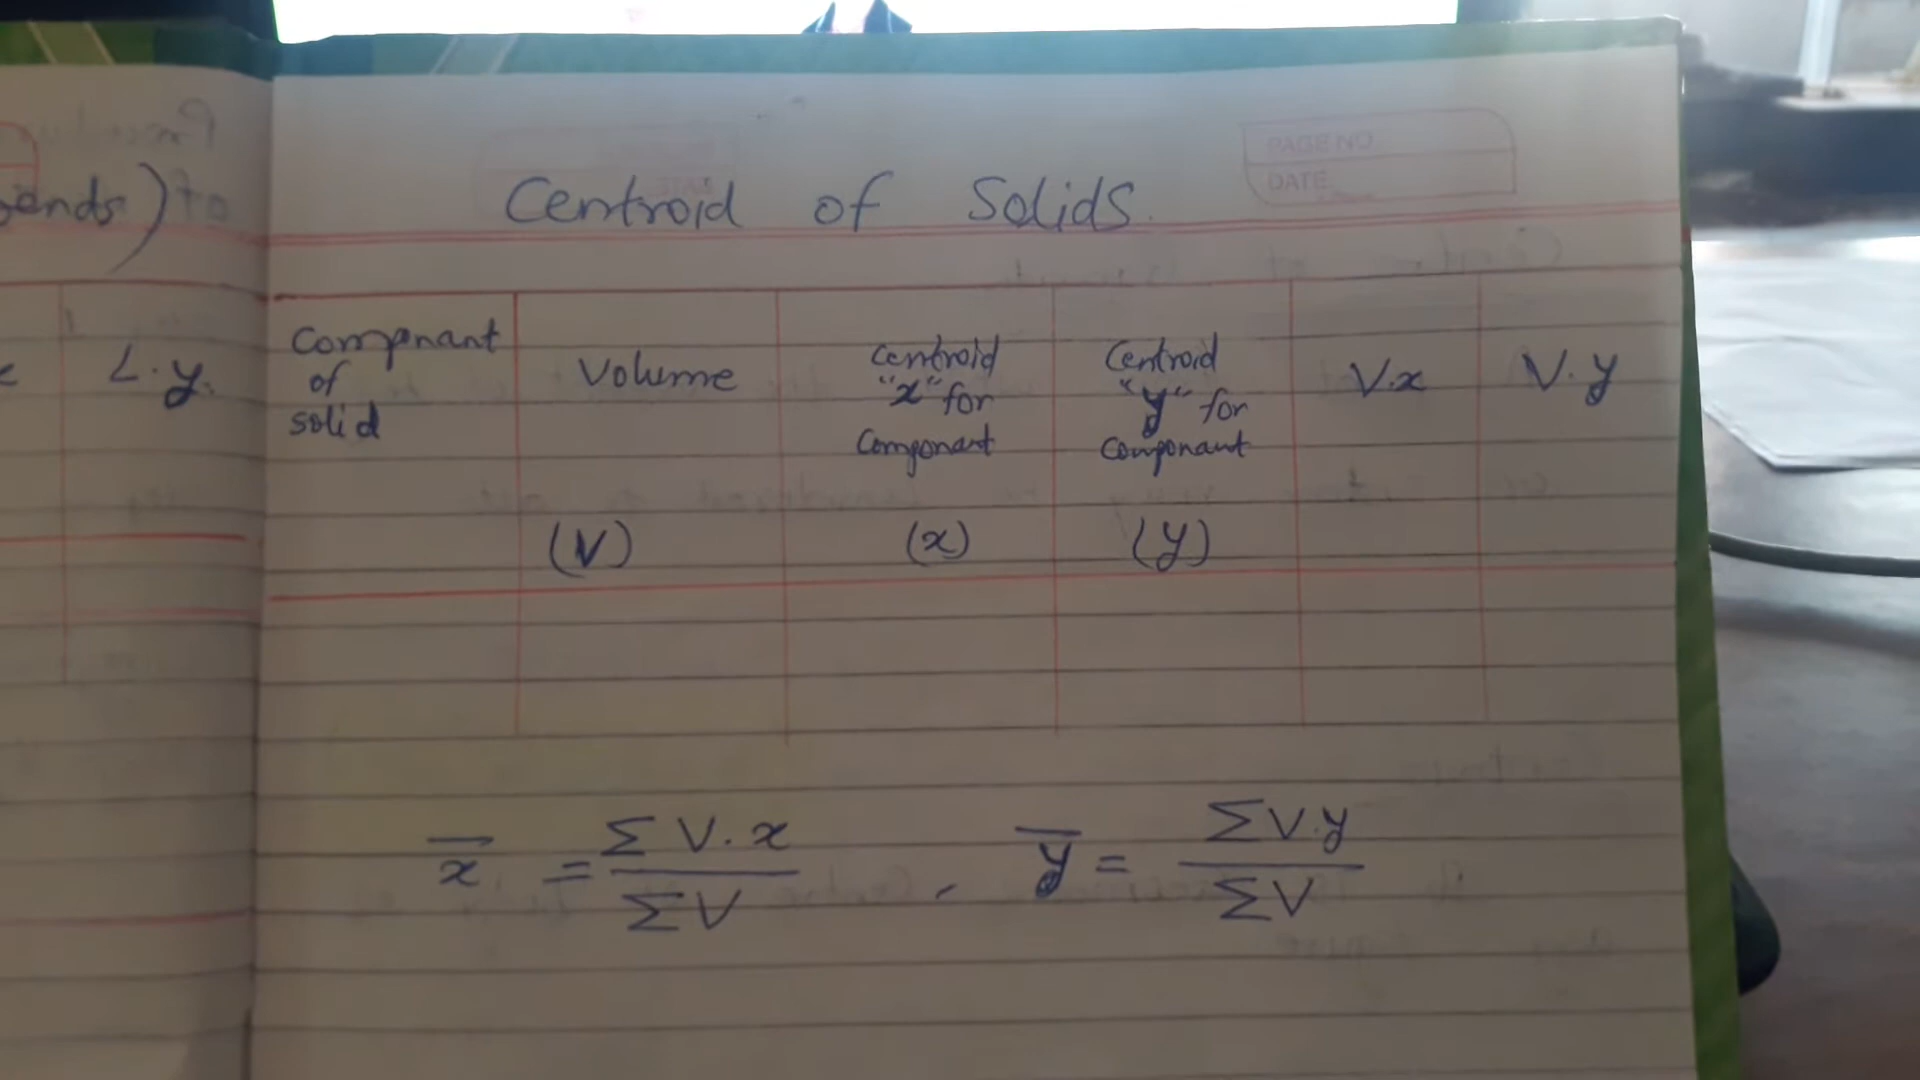 PAGE NO
DATE
ends) to
Centroid of Solids.
L.y.
Componant
of
solid
Volume
(V)
Centroid
"x" for
Componant
(x)
Centroid
"y" for
Componant
(y)
V.x
V.y
x̄ = ΣV.x / ΣV , ȳ = ΣV.y / ΣV